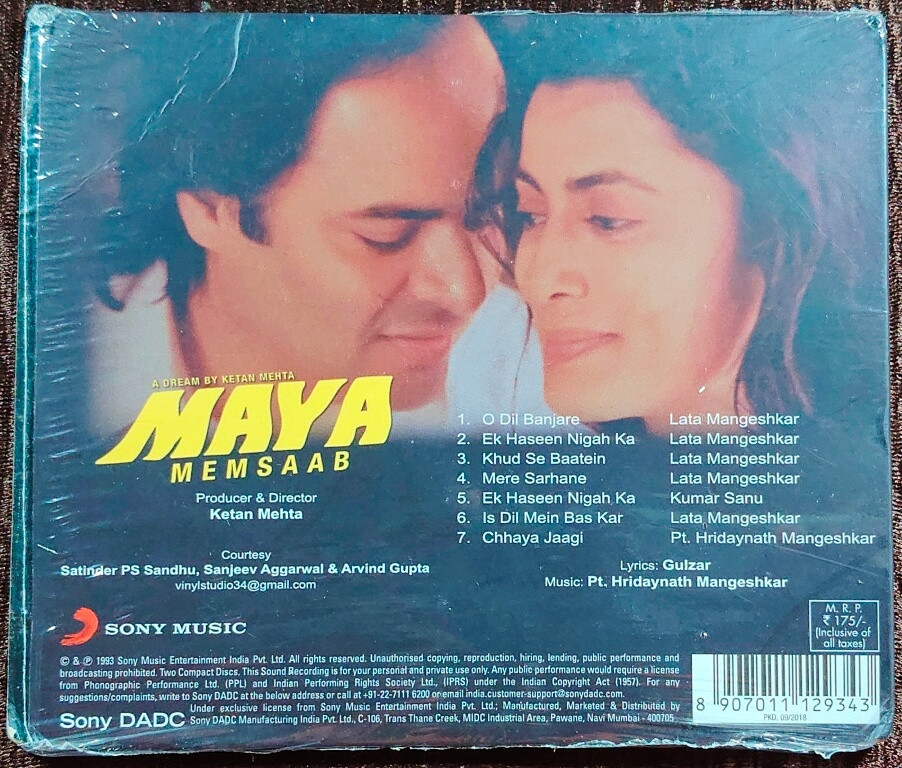 A DREAM BY KETAN MEHTA
MAYA
MEMSAAB
Producer & Director
Ketan Mehta
Courtesy
Satinder PS Sandhu, Sanjeev Aggarwal & Arvind Gupta
vinylstudio34@gmail.com
1. O Dil Banjare Lata Mangeshkar
2. Ek Haseen Nigah Ka Lata Mangeshkar
3. Khud Se Baatein Lata Mangeshkar
4. Mere Sarhane Lata Mangeshkar
5. Ek Haseen Nigah Ka Kumar Sanu
6. Is Dil Mein Bas Kar Lata Mangeshkar
7. Chhaya Jaagi Pt. Hridaynath Mangeshkar
Lyrics: Gulzar
Music: Pt. Hridaynath Mangeshkar
SONY MUSIC
M. R. P.
₹ 175/-
(Inclusive of
all taxes)
© & ℗ 1993 Sony Music Entertainment India Pvt. Ltd. All rights reserved. Unauthorised copying, reproduction, hiring, lending, public performance and
broadcasting prohibited. Two Compact Discs. This Sound Recording is for your personal and private use only. Any public performance would require a license
from Phonographic Performance Ltd. (PPL) and Indian Performing Rights Society Ltd., (IPRS) under the Indian Copyright Act (1957). For any
suggestions/complaints, write to Sony DADC at the below address or call at +91-22-7111 6200 or email india.customer-support@sonydadc.com.
Sony DADC
Under exclusive license from Sony Music Entertainment India Pvt. Ltd.; Manufactured, Marketed & Distributed by
Sony DADC Manufacturing India Pvt. Ltd., C-106, Trans Thane Creek, MIDC Industrial Area, Pawane, Navi Mumbai - 400705
8 907011 129343
PKD. 09/2018